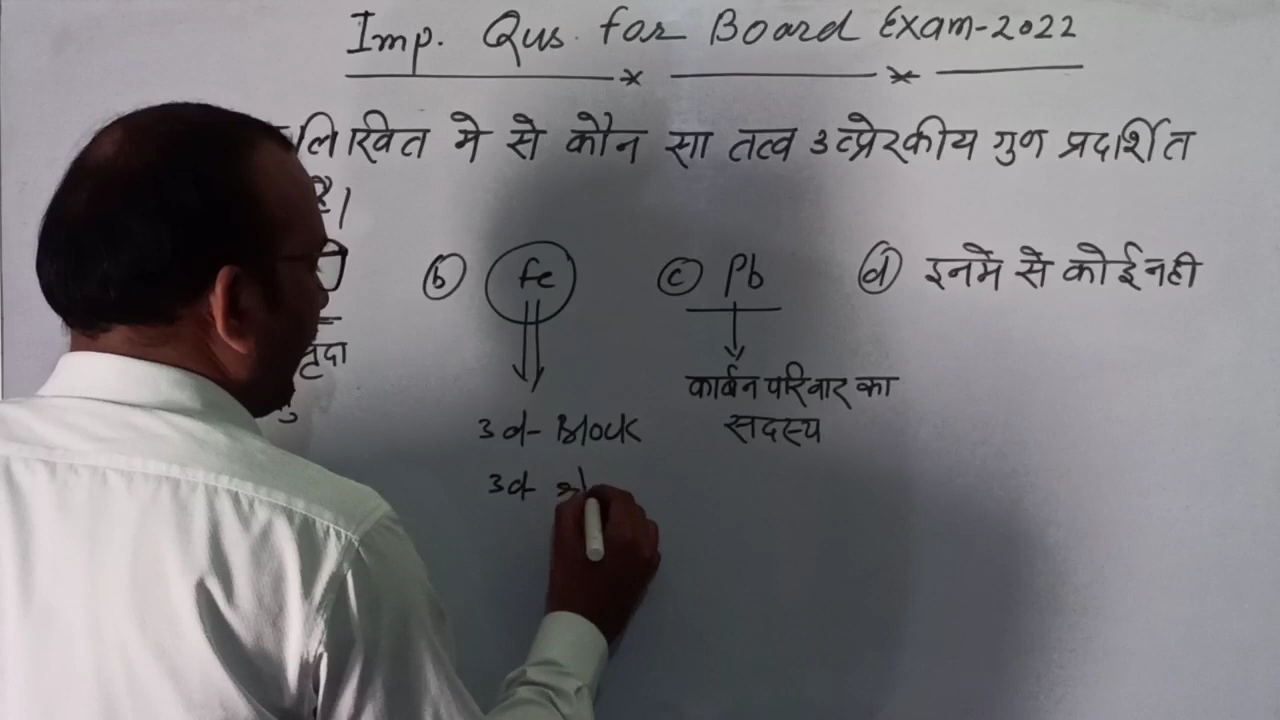 Imp. Qus. for Board Exam-2022
लिखित मे से कौन सा तत्व उत्प्रेरकीय गुण प्रदर्शित
है।
(b) Fe (c) Pb (d) इनमे से कोई नही
3d-Block
3d
कार्बन परिवार का
सदस्य